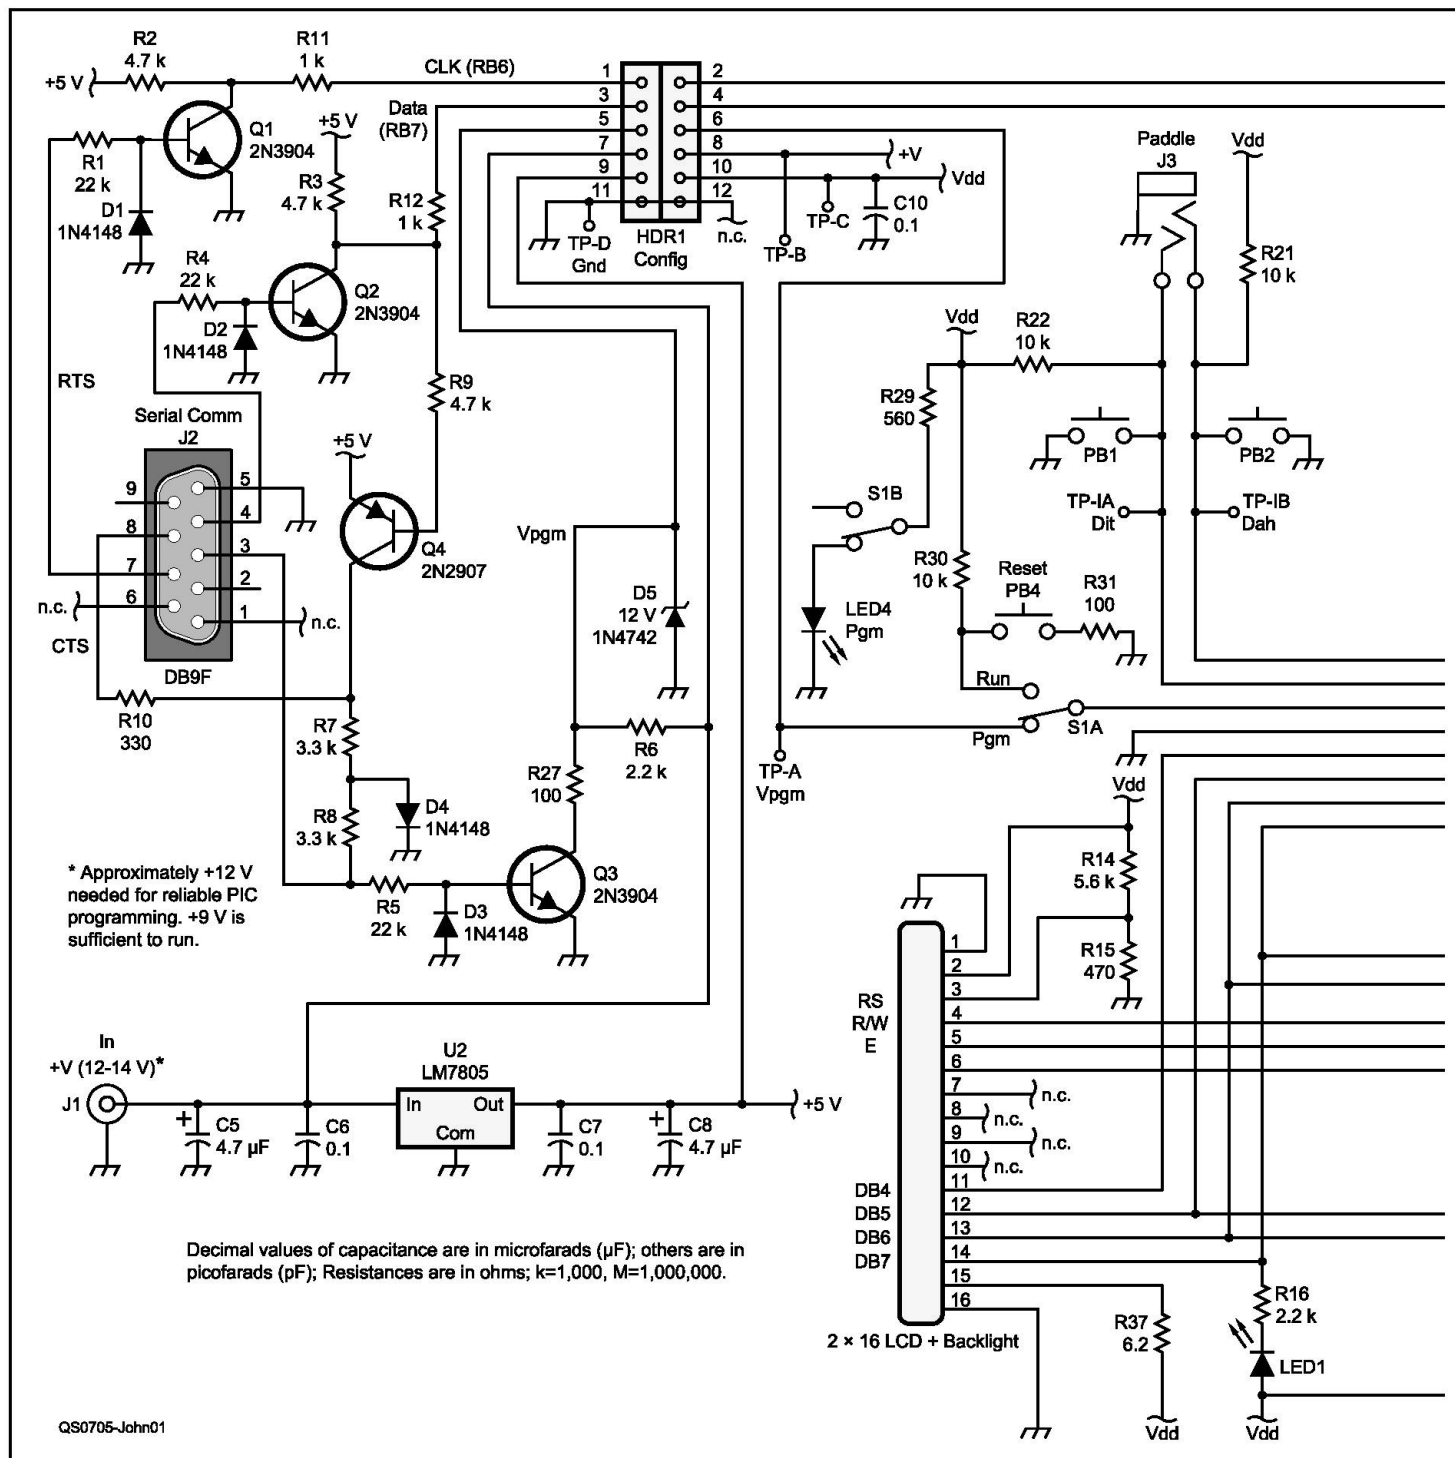 R2
4.7 k
R11
1 k
+5 V
CLK (RB6)
Data
(RB7)
1
3
5
7
9
11
2
4
6
8
10
12
HDR1
Config
TP-D
Gnd
n.c.
+V
Vdd
TP-C
TP-B
C10
0.1
Q1
2N3904
R1
22 k
D1
1N4148
+5 V
R3
4.7 k
R12
1 k
R4
22 k
Q2
2N3904
D2
1N4148
RTS
R9
4.7 k
Serial Comm
J2
+5 V
9
8
7
6
5
4
3
2
1
n.c.
n.c.
CTS
DB9F
Q4
2N2907
R10
330
R7
3.3 k
R8
3.3 k
D4
1N4148
R5
22 k
D3
1N4148
Q3
2N3904
R27
100
R6
2.2 k
Vpgm
D5
12 V
1N4742
TP-A
Vpgm
Paddle
J3
Vdd
R21
10 k
Vdd
R22
10 k
R29
560
PB1
PB2
TP-IA
Dit
TP-IB
Dah
S1B
R30
10 k
Reset
PB4
R31
100
LED4
Pgm
Run
Pgm
S1A
Vdd
R14
5.6 k
R15
470
* Approximately +12 V
needed for reliable PIC
programming. +9 V is
sufficient to run.
In
+V (12-14 V)*
J1
C5
4.7 µF
C6
0.1
U2
LM7805
In
Out
Com
C7
0.1
C8
4.7 µF
+5 V
RS
R/W
E
DB4
DB5
DB6
DB7
1
2
3
4
5
6
7
8
9
10
11
12
13
14
15
16
n.c.
n.c.
n.c.
n.c.
2 × 16 LCD + Backlight
R37
6.2
Vdd
R16
2.2 k
LED1
Vdd
Decimal values of capacitance are in microfarads (µF); others are in
picofarads (pF); Resistances are in ohms; k=1,000, M=1,000,000.
QS0705-John01